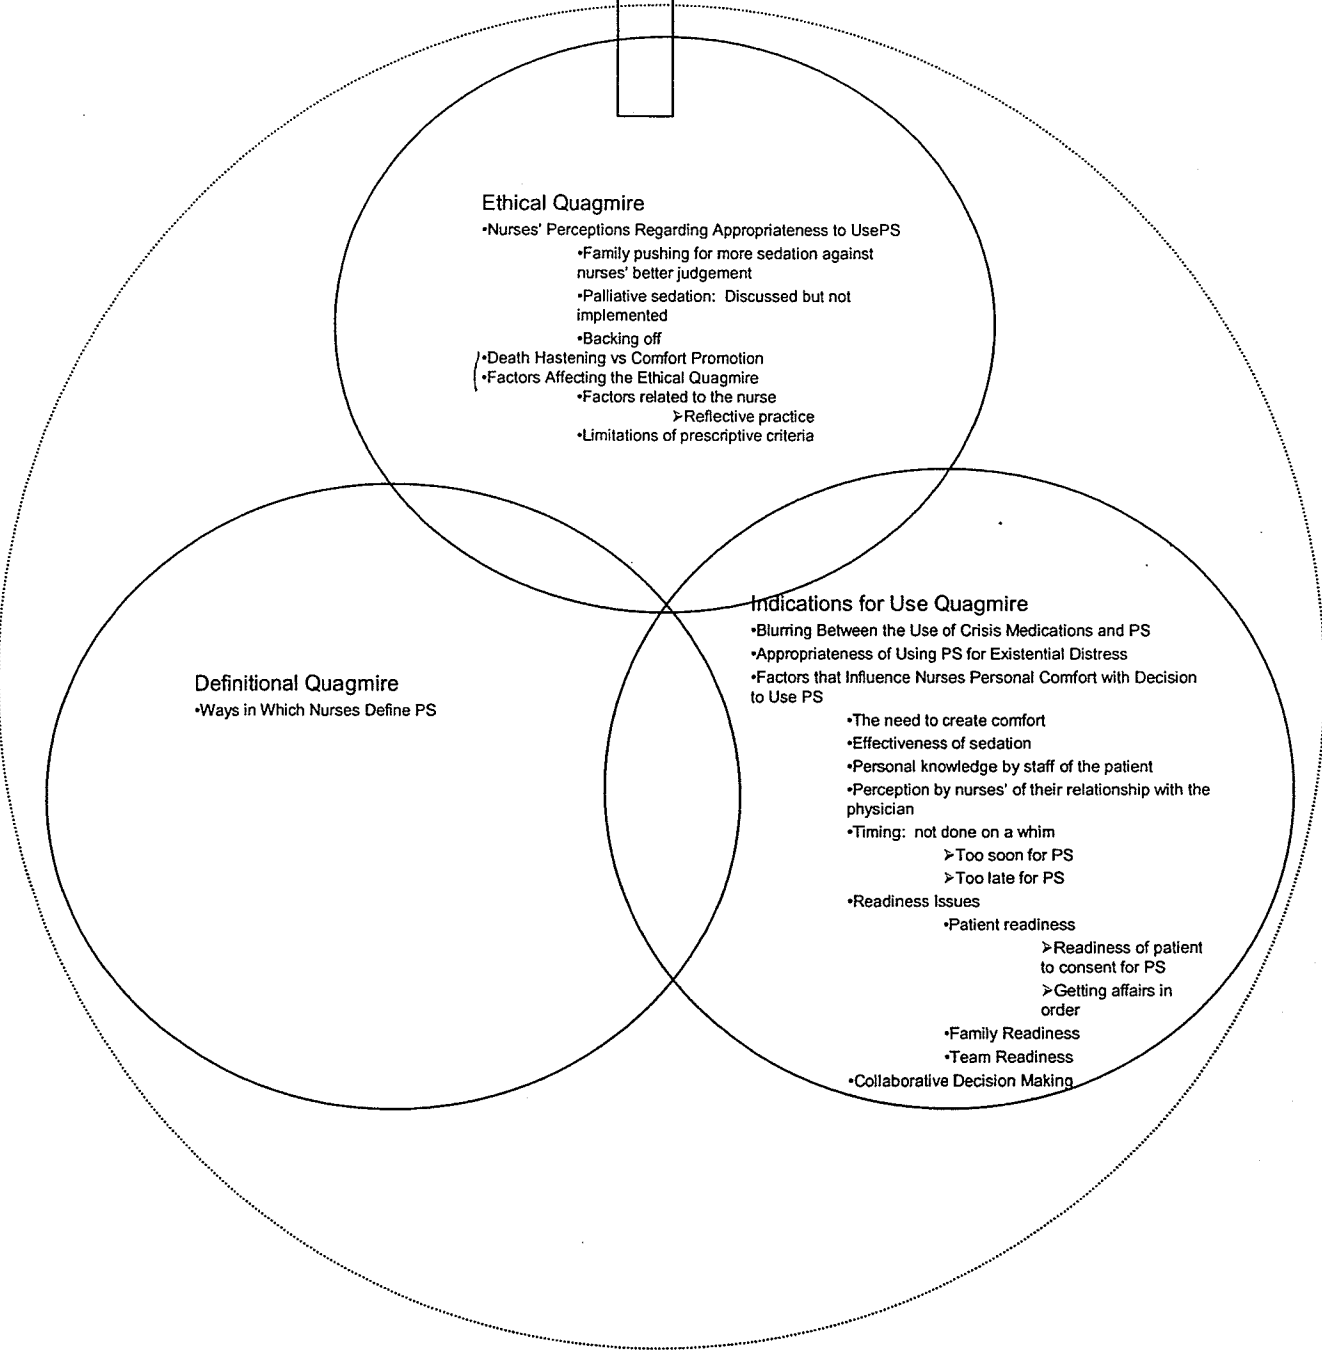 Ethical Quagmire
•Nurses' Perceptions Regarding Appropriateness to UsePS
•Family pushing for more sedation against
nurses' better judgement
•Palliative sedation: Discussed but not
implemented
•Backing off
•Death Hastening vs Comfort Promotion
•Factors Affecting the Ethical Quagmire
•Factors related to the nurse
➢Reflective practice
•Limitations of prescriptive criteria
Definitional Quagmire
•Ways in Which Nurses Define PS
Indications for Use Quagmire
•Blurring Between the Use of Crisis Medications and PS
•Appropriateness of Using PS for Existential Distress
•Factors that Influence Nurses Personal Comfort with Decision
to Use PS
•The need to create comfort
•Effectiveness of sedation
•Personal knowledge by staff of the patient
•Perception by nurses' of their relationship with the
physician
•Timing: not done on a whim
➢Too soon for PS
➢Too late for PS
•Readiness Issues
•Patient readiness
➢Readiness of patient
to consent for PS
➢Getting affairs in
order
•Family Readiness
•Team Readiness
•Collaborative Decision Making